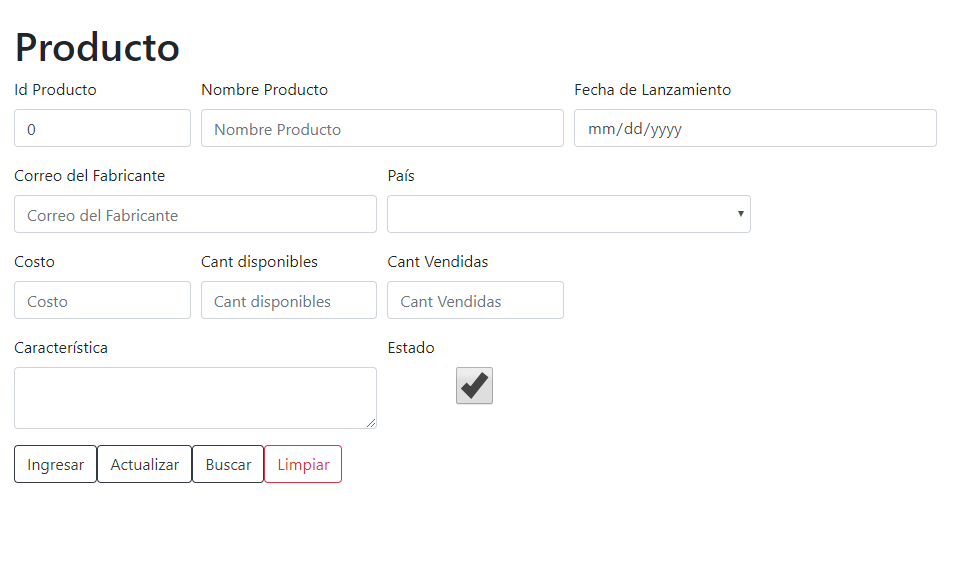 Producto
Id Producto Nombre Producto Fecha de Lanzamiento
0 Nombre Producto mm/dd/yyyy
Correo del Fabricante País
Correo del Fabricante
Costo Cant disponibles Cant Vendidas
Costo Cant disponibles Cant Vendidas
Característica Estado
Ingresar Actualizar Buscar Limpiar